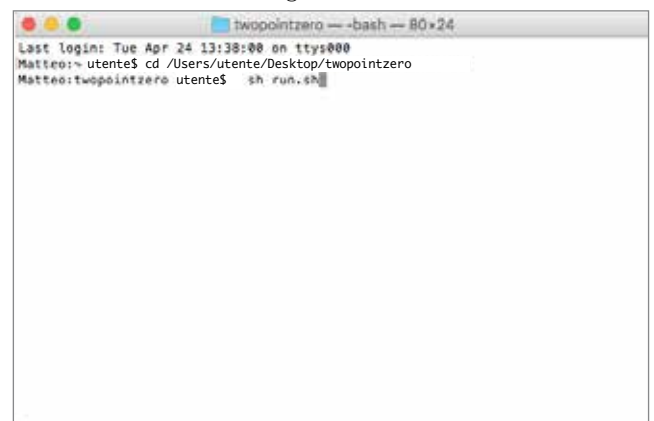 twopointzero — -bash — 80×24
Last login: Tue Apr 24 13:38:00 on ttys000
Matteo:~ utente$ cd /Users/utente/Desktop/twopointzero
Matteo:twopointzero utente$ sh run.sh